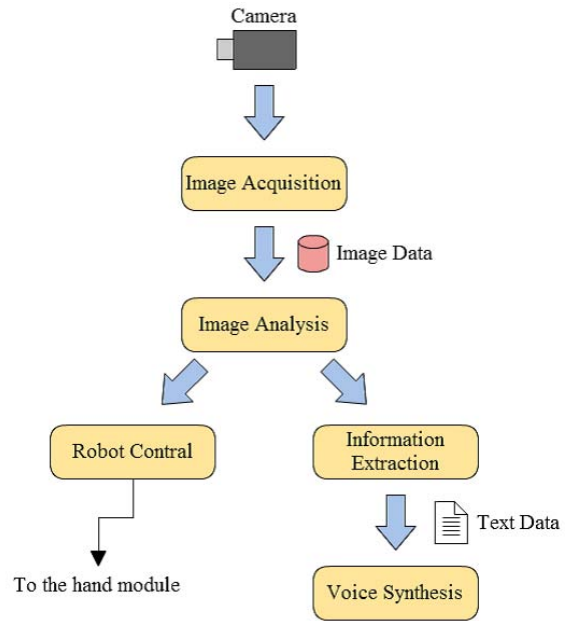 Camera
Image Acquisition
Image Data
Image Analysis
Robot Contral
Information
Extraction
Text Data
To the hand module
Voice Synthesis